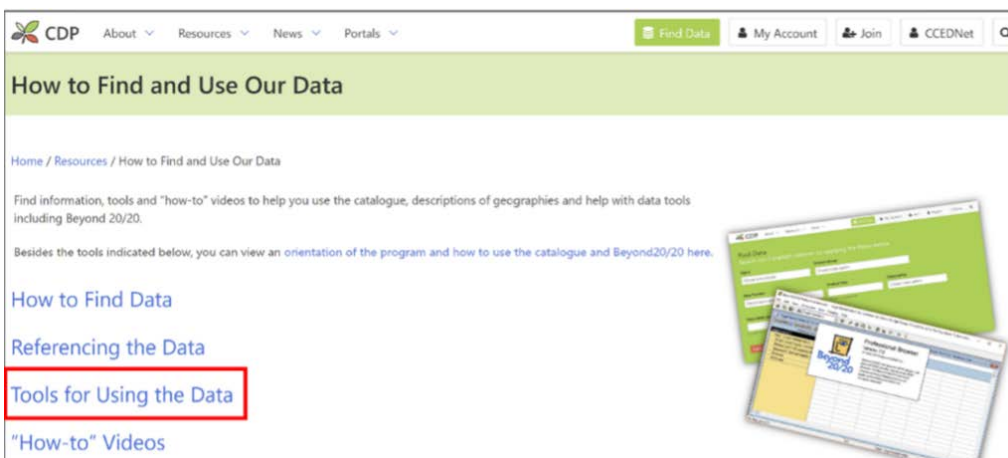 CDP About Resources News Portals Find Data My Account Join CCEDNet
How to Find and Use Our Data
Home / Resources / How to Find and Use Our Data
Find information, tools and "how-to" videos to help you use the catalogue, descriptions of geographies and help with data tools
including Beyond 20/20.
Besides the tools indicated below, you can view an orientation of the program and how to use the catalogue and Beyond20/20 here.
How to Find Data
Referencing the Data
Tools for Using the Data
"How-to" Videos
CDP
Find Data
Professional Browser
Beyond
20/20